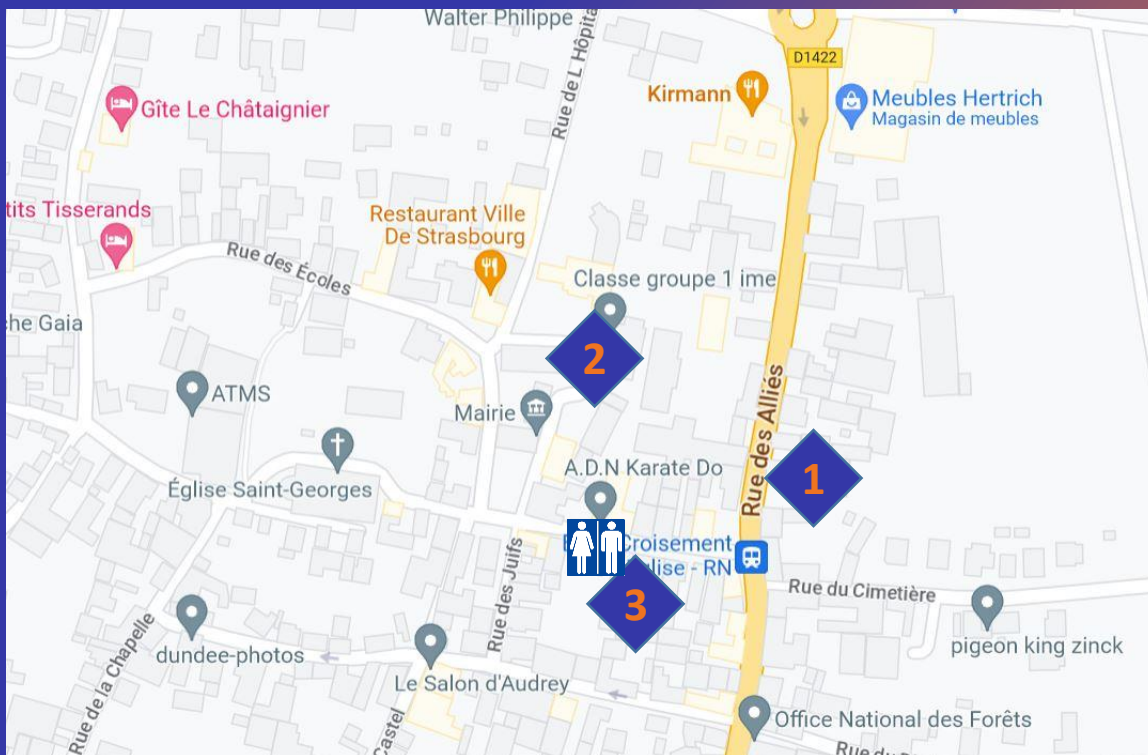 Walter Philippe
Rue de L Hôpita
D1422
Kirmann
Meubles Hertrich
Magasin de meubles
Gîte Le Châtaignier
tits Tisserands
Restaurant Ville
De Strasbourg
Rue des Écoles
Classe groupe 1 ime
che Gaia
2
ATMS
Mairie
Rue des Alliés
A.D.N Karate Do
1
Église Saint-Georges
Croisement
glise - RN
Rue des Juifs
3
Rue du Cimetière
dundee-photos
pigeon king zinck
Rue de la Chapelle
Le Salon d'Audrey
Castel
Office National des Forêts
Rue du